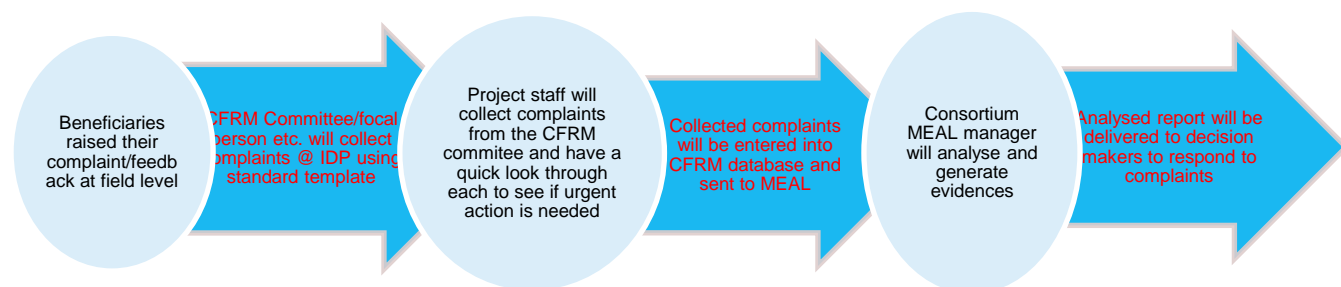 Beneficiaries
raised their
complaint/feedb
ack at field level
CFRM Committee/focal
person etc. will collect
complaints @ IDP using
standard template
Project staff will
collect complaints
from the CFRM
commitee and have a
quick look through
each to see if urgent
action is needed
Collected complaints
will be entered into
CFRM database and
sent to MEAL
Consortium
MEAL manager
will analyse and
generate
evidences
Analysed report will be
delivered to decision
makers to respond to
complaints